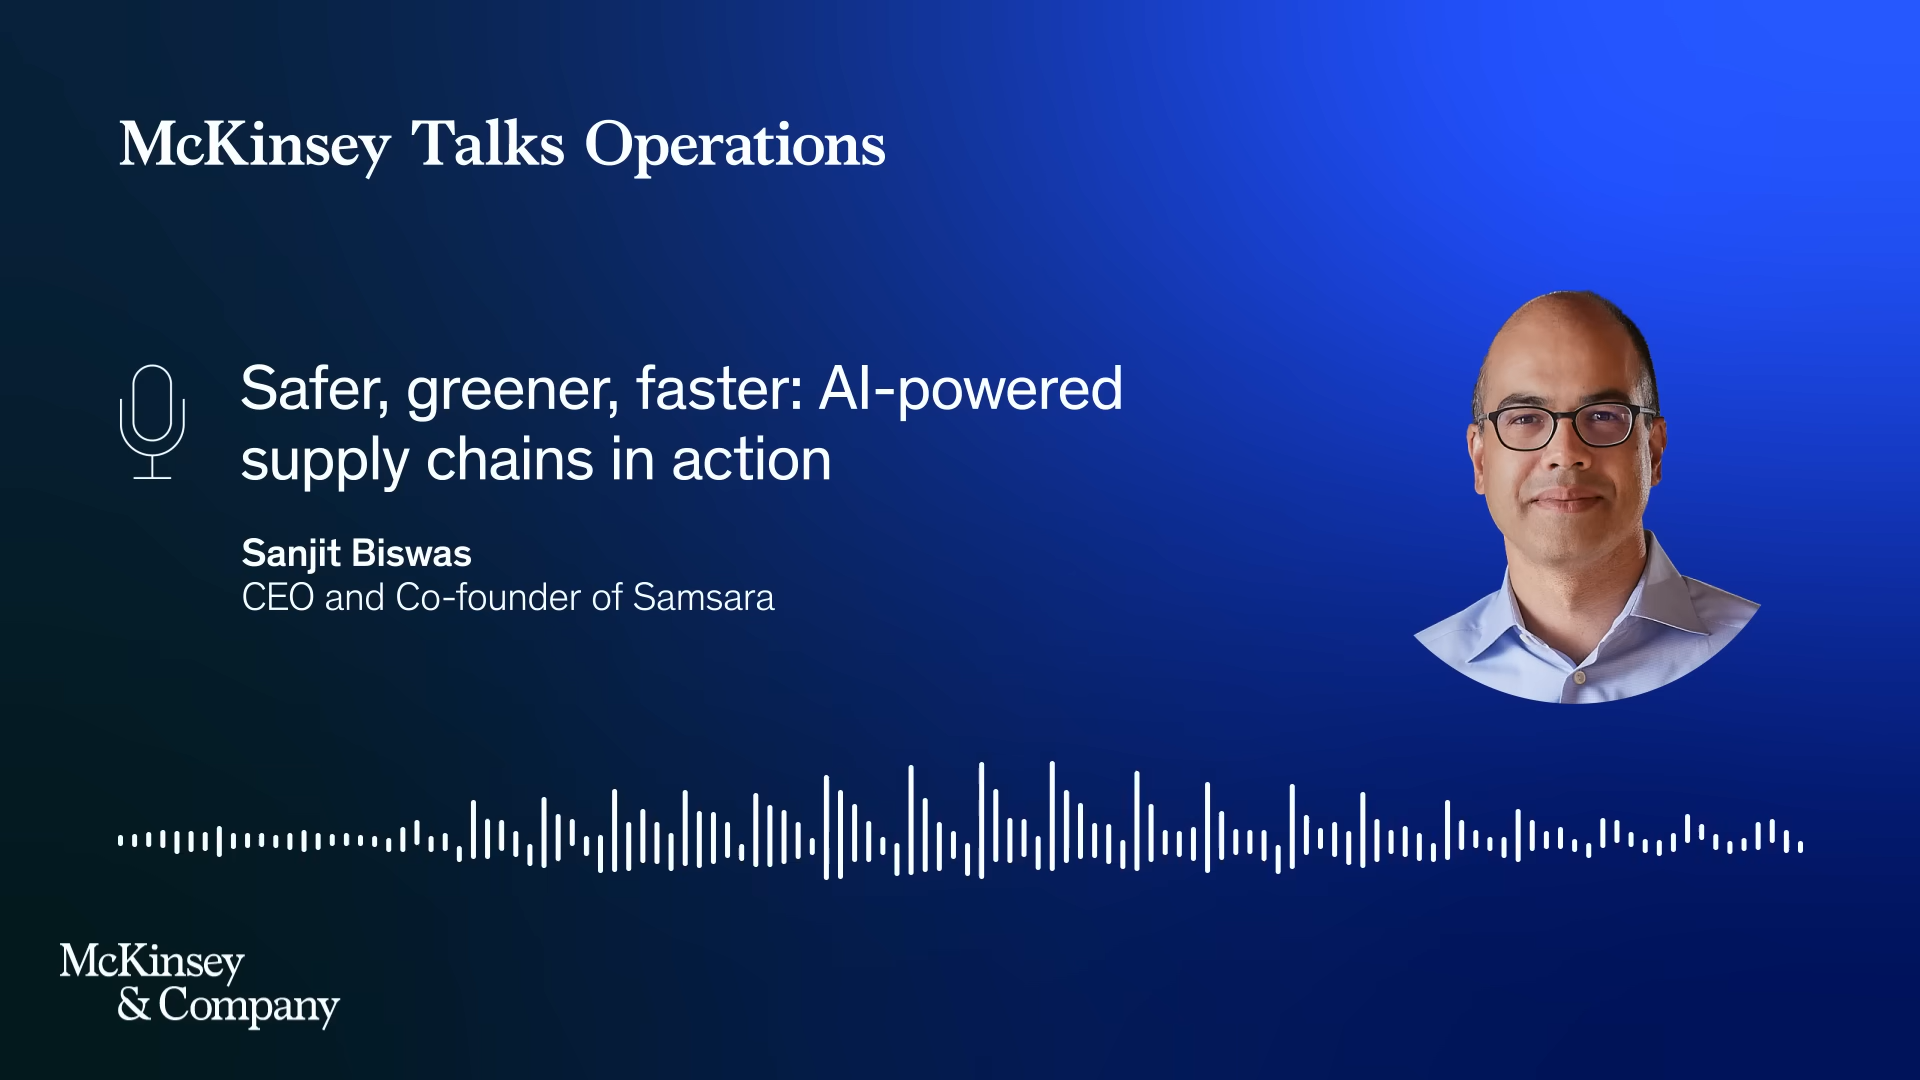 McKinsey Talks Operations
Safer, greener, faster: AI-powered
supply chains in action
Sanjit Biswas
CEO and Co-founder of Samsara
McKinsey
& Company